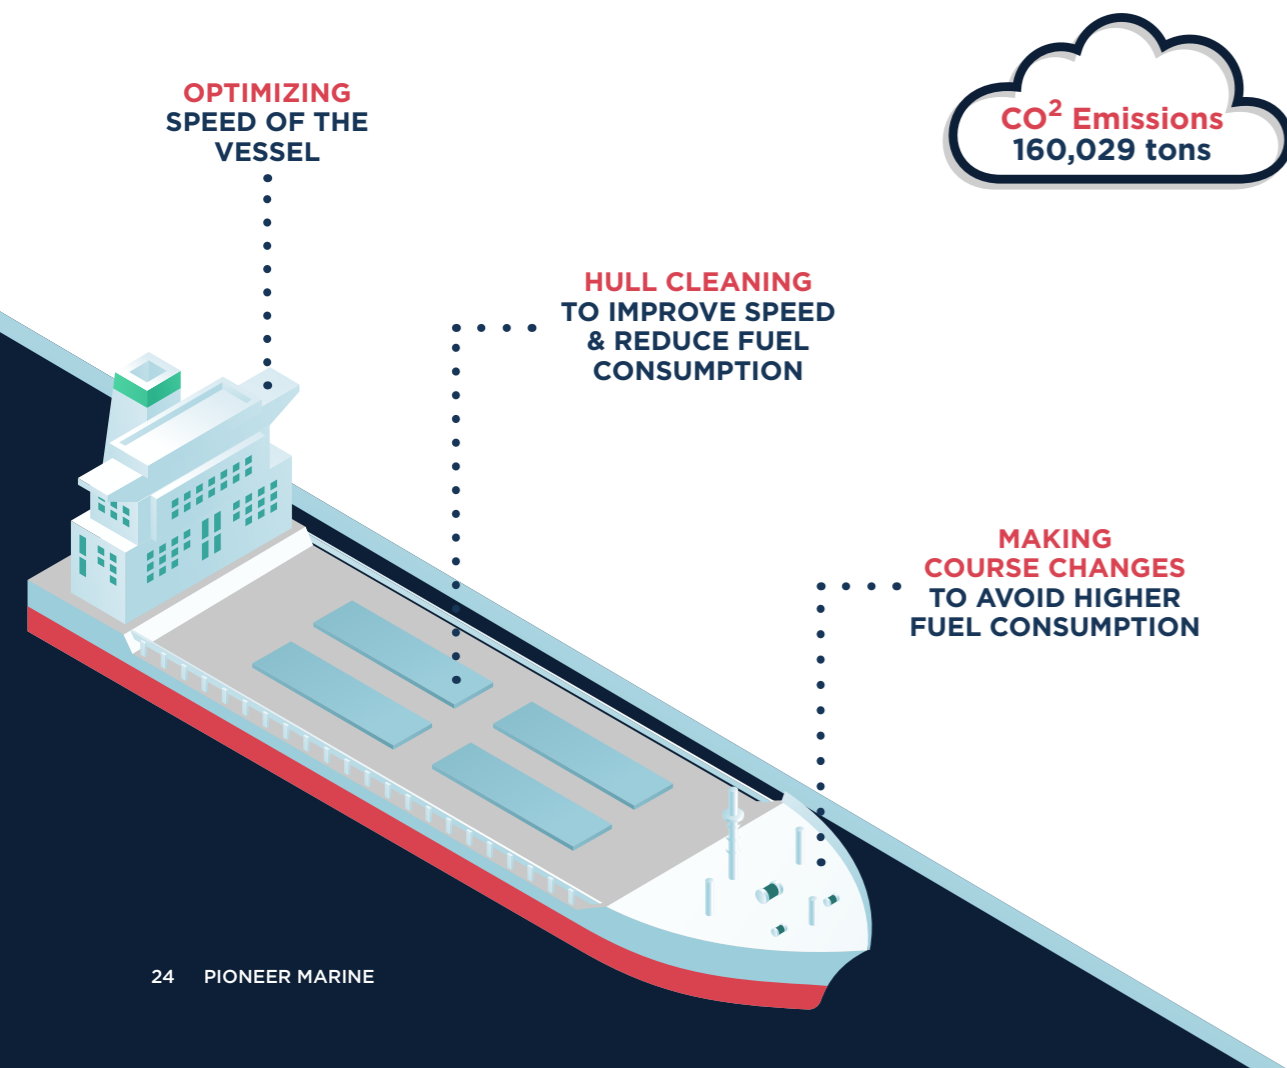 OPTIMIZING
SPEED OF THE
VESSEL
CO² Emissions
160,029 tons
HULL CLEANING
TO IMPROVE SPEED
& REDUCE FUEL
CONSUMPTION
MAKING
COURSE CHANGES
TO AVOID HIGHER
FUEL CONSUMPTION
24 PIONEER MARINE